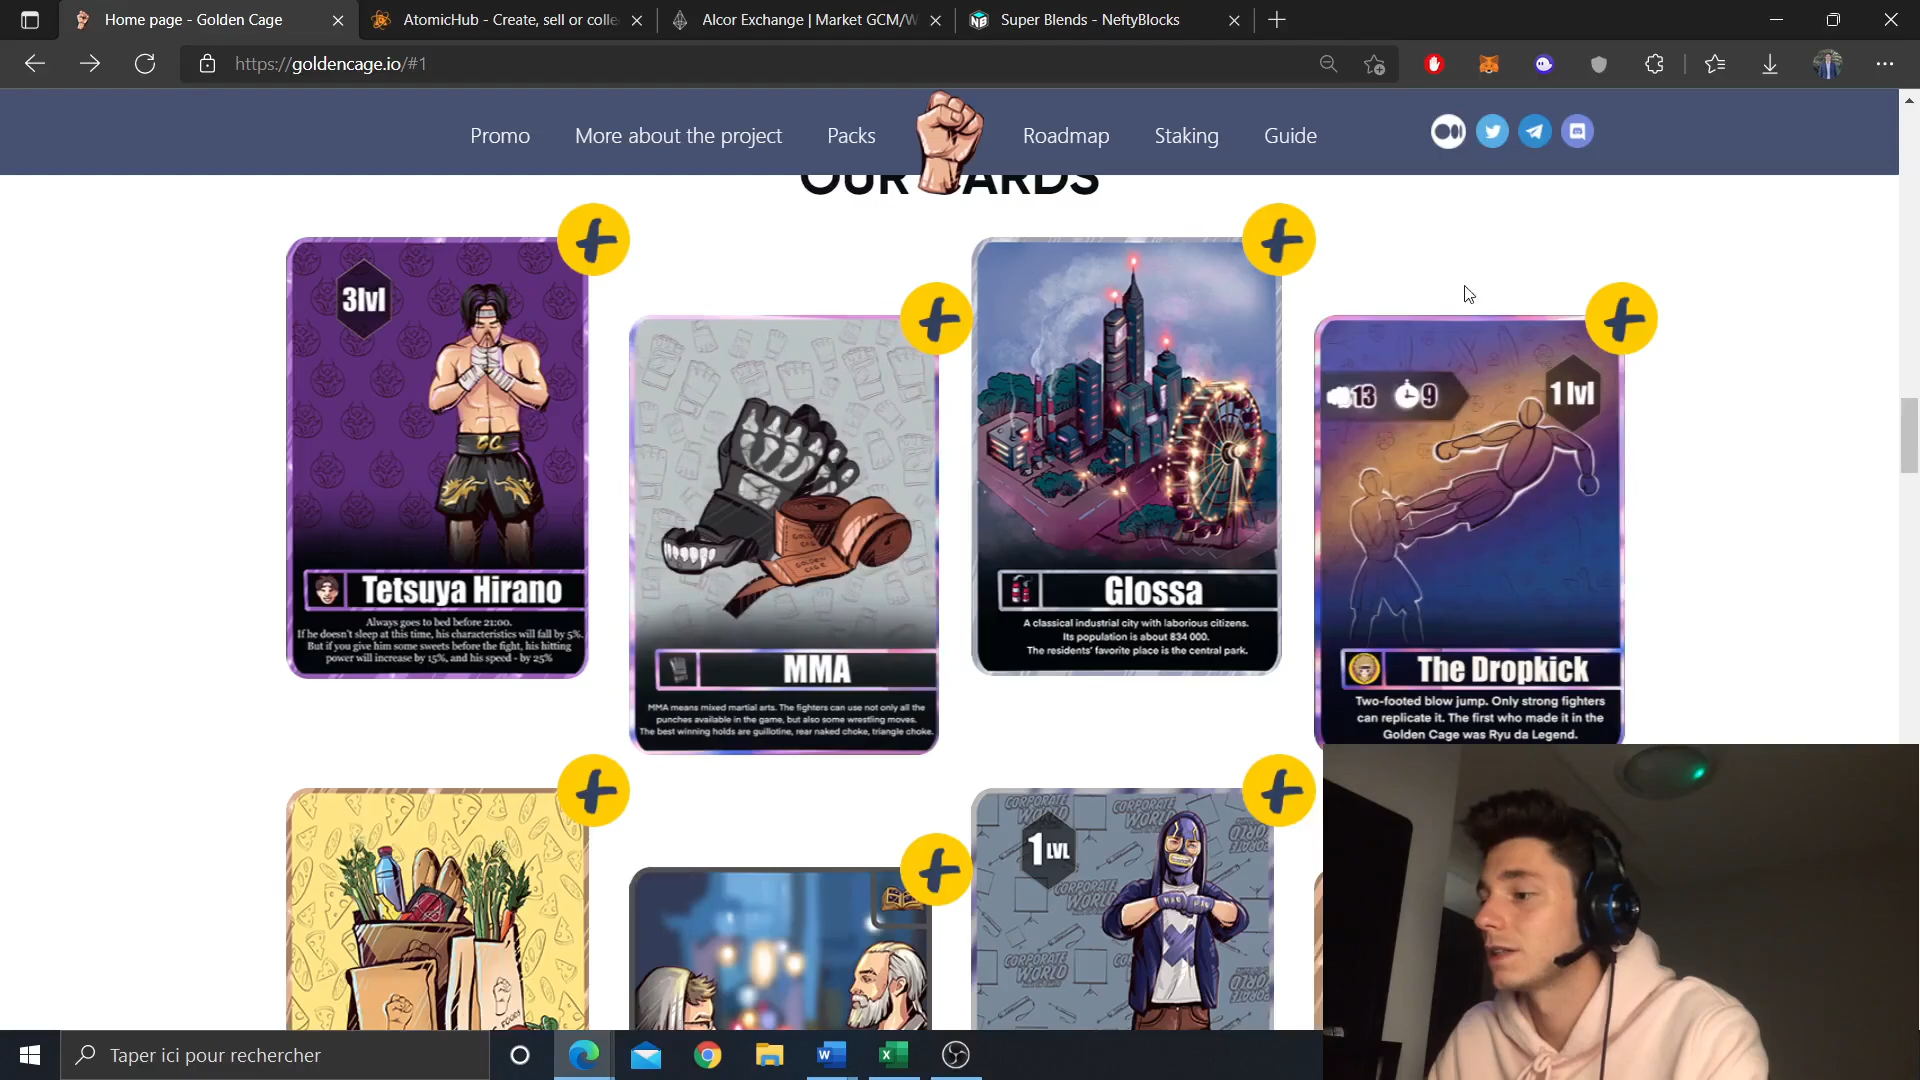 Home page - Golden Cage
AtomicHub - Create, sell or colle
Alcor Exchange | Market GCM/W
Super Blends - NeftyBlocks
https://goldencage.io/#1
Promo
More about the project
Packs
Roadmap
Staking
Guide
OUR CARDS
3lvl
GC
Tetsuya Hirano
Always goes to bed before 21:00.
If he doesn't sleep at this time, his characteristics will fall by 5%.
But if you give him some sweets before the fight, his hitting
power will increase by 15%, and his speed - by 25%
GOLDEN
CAGE
MMA
MMA means mixed martial arts. The fighters can use not only all the
punches available in the game, but also some wrestling moves.
The best winning holds are guillotine, rear naked choke, triangle choke.
Glossa
A classical industrial city with laborious citizens.
Its population is about 834 000.
The residents' favorite place is the central park.
13
9
1 lvl
The Dropkick
Two-footed blow jump. Only strong fighters
can replicate it. The first who made it in the
Golden Cage was Ryu da Legend.
FOOD
1 LVL
CORPORATE
WORLD
Taper ici pour rechercher